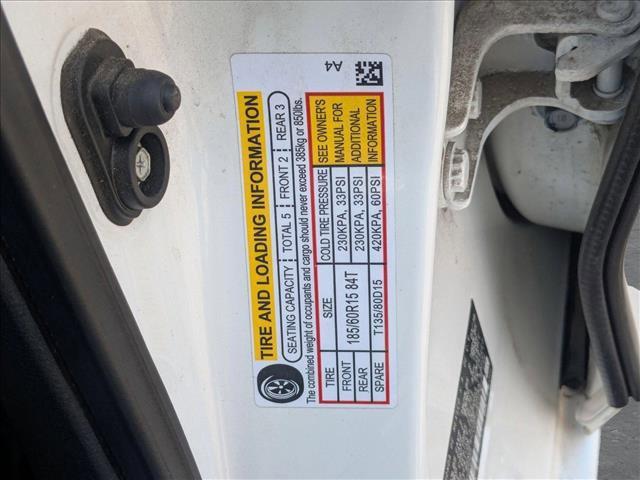 TIRE AND LOADING INFORMATION
SEATING CAPACITY TOTAL 5 FRONT 2 REAR 3
The combined weight of occupants and cargo should never exceed 385kg or 850lbs.
TIRE SIZE COLD TIRE PRESSURE SEE OWNER'S
FRONT 185/60R15 84T 230KPA, 33PSI MANUAL FOR
REAR 230KPA, 33PSI ADDITIONAL
SPARE T135/80D15 420KPA, 60PSI INFORMATION
A4